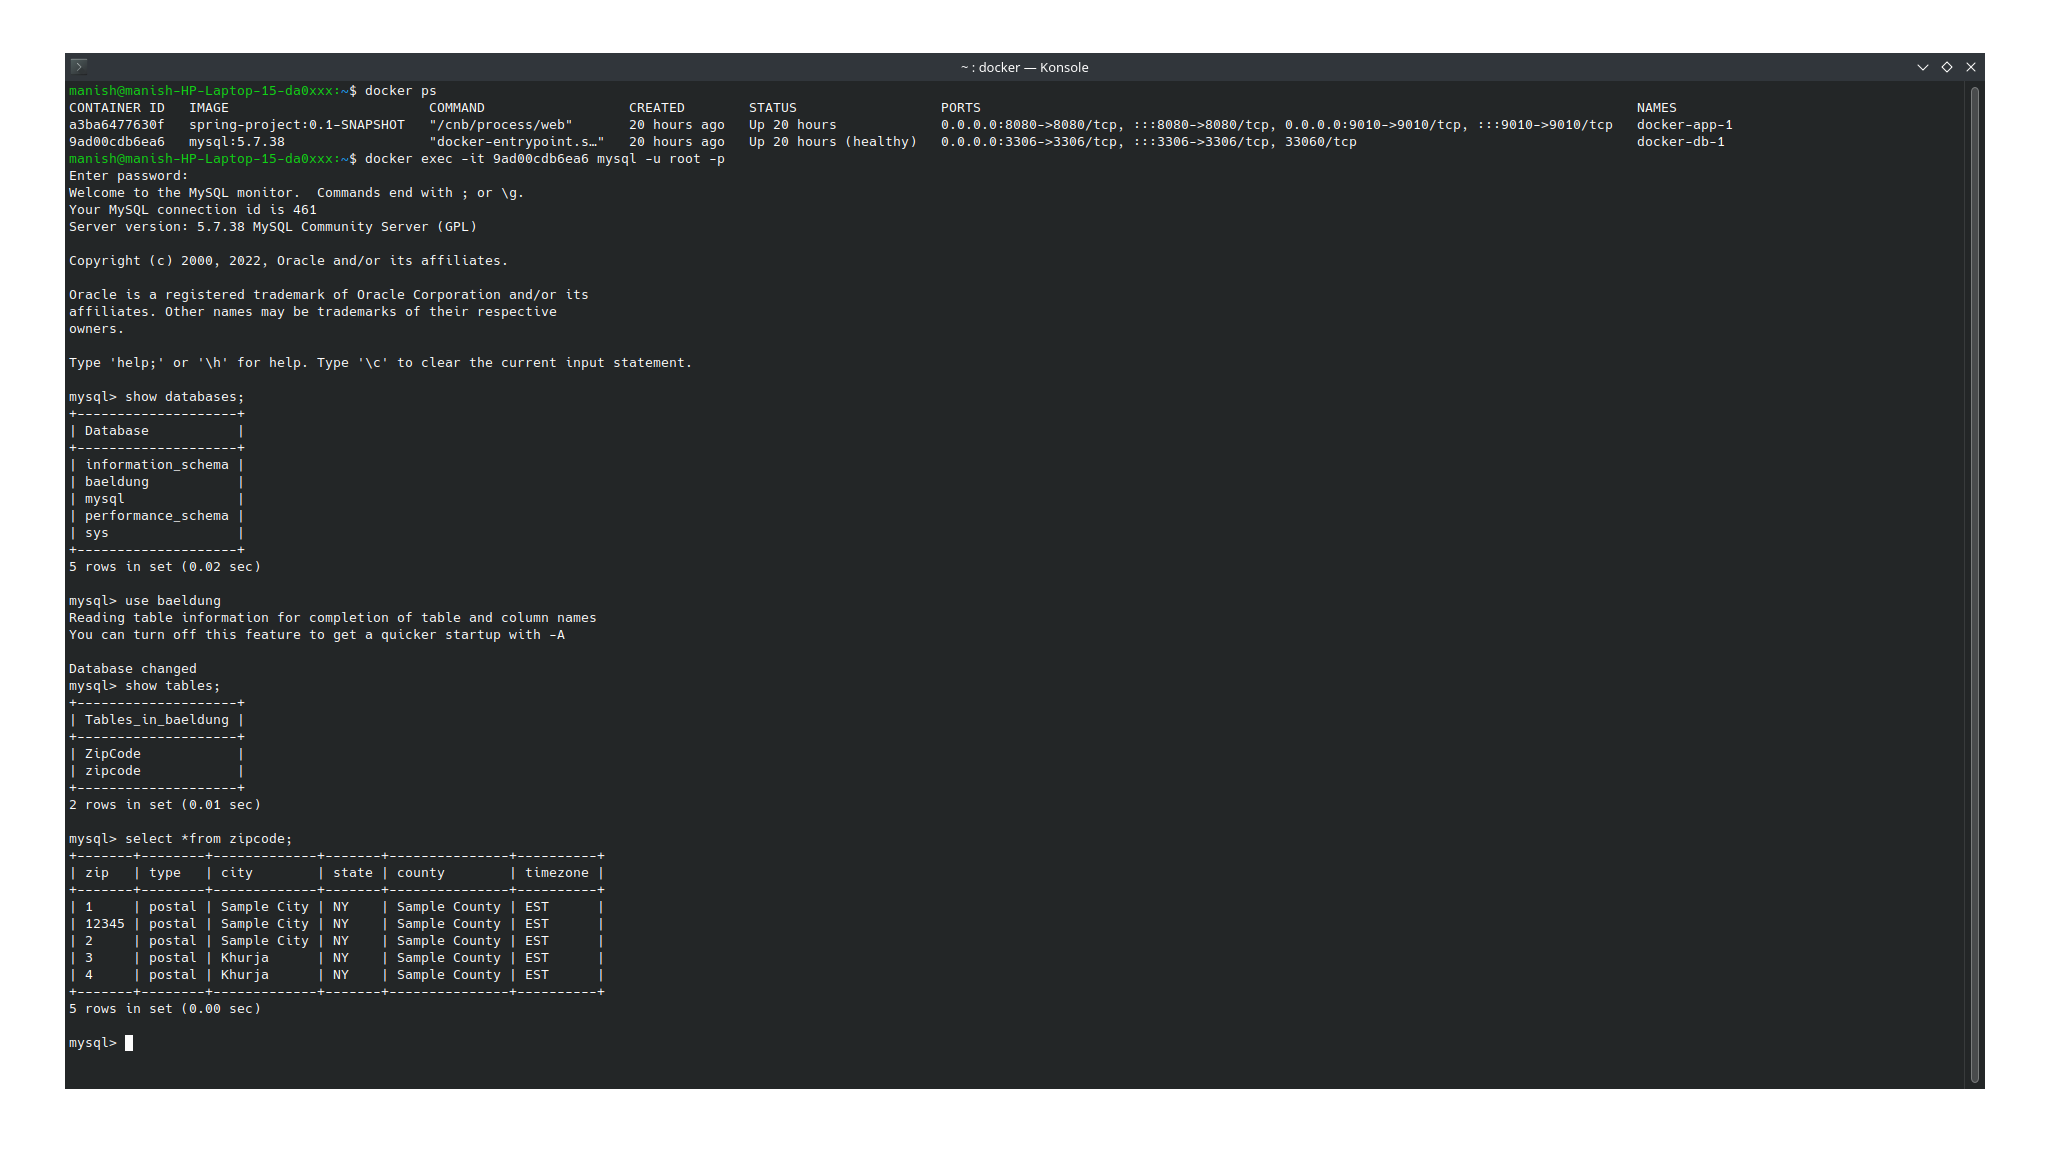 ~ : docker — Konsole
manish@manish-HP-Laptop-15-da0xxx:~$ docker ps
CONTAINER ID   IMAGE                         COMMAND                  CREATED        STATUS                  PORTS                                                                                  NAMES
a3ba6477630f   spring-project:0.1-SNAPSHOT   "/cnb/process/web"       20 hours ago   Up 20 hours             0.0.0.0:8080->8080/tcp, :::8080->8080/tcp, 0.0.0.0:9010->9010/tcp, :::9010->9010/tcp   docker-app-1
9ad00cdb6ea6   mysql:5.7.38                  "docker-entrypoint.s…"   20 hours ago   Up 20 hours (healthy)   0.0.0.0:3306->3306/tcp, :::3306->3306/tcp, 33060/tcp                                   docker-db-1
manish@manish-HP-Laptop-15-da0xxx:~$ docker exec -it 9ad00cdb6ea6 mysql -u root -p
Enter password:
Welcome to the MySQL monitor.  Commands end with ; or \g.
Your MySQL connection id is 461
Server version: 5.7.38 MySQL Community Server (GPL)

Copyright (c) 2000, 2022, Oracle and/or its affiliates.

Oracle is a registered trademark of Oracle Corporation and/or its
affiliates. Other names may be trademarks of their respective
owners.

Type 'help;' or '\h' for help. Type '\c' to clear the current input statement.

mysql> show databases;
+--------------------+
| Database           |
+--------------------+
| information_schema |
| baeldung           |
| mysql              |
| performance_schema |
| sys                |
+--------------------+
5 rows in set (0.02 sec)

mysql> use baeldung
Reading table information for completion of table and column names
You can turn off this feature to get a quicker startup with -A

Database changed
mysql> show tables;
+--------------------+
| Tables_in_baeldung |
+--------------------+
| ZipCode            |
| zipcode            |
+--------------------+
2 rows in set (0.01 sec)

mysql> select *from zipcode;
+-------+--------+-------------+-------+---------------+----------+
| zip   | type   | city        | state | county        | timezone |
+-------+--------+-------------+-------+---------------+----------+
| 1     | postal | Sample City | NY    | Sample County | EST      |
| 12345 | postal | Sample City | NY    | Sample County | EST      |
| 2     | postal | Sample City | NY    | Sample County | EST      |
| 3     | postal | Khurja      | NY    | Sample County | EST      |
| 4     | postal | Khurja      | NY    | Sample County | EST      |
+-------+--------+-------------+-------+---------------+----------+
5 rows in set (0.00 sec)

mysql>